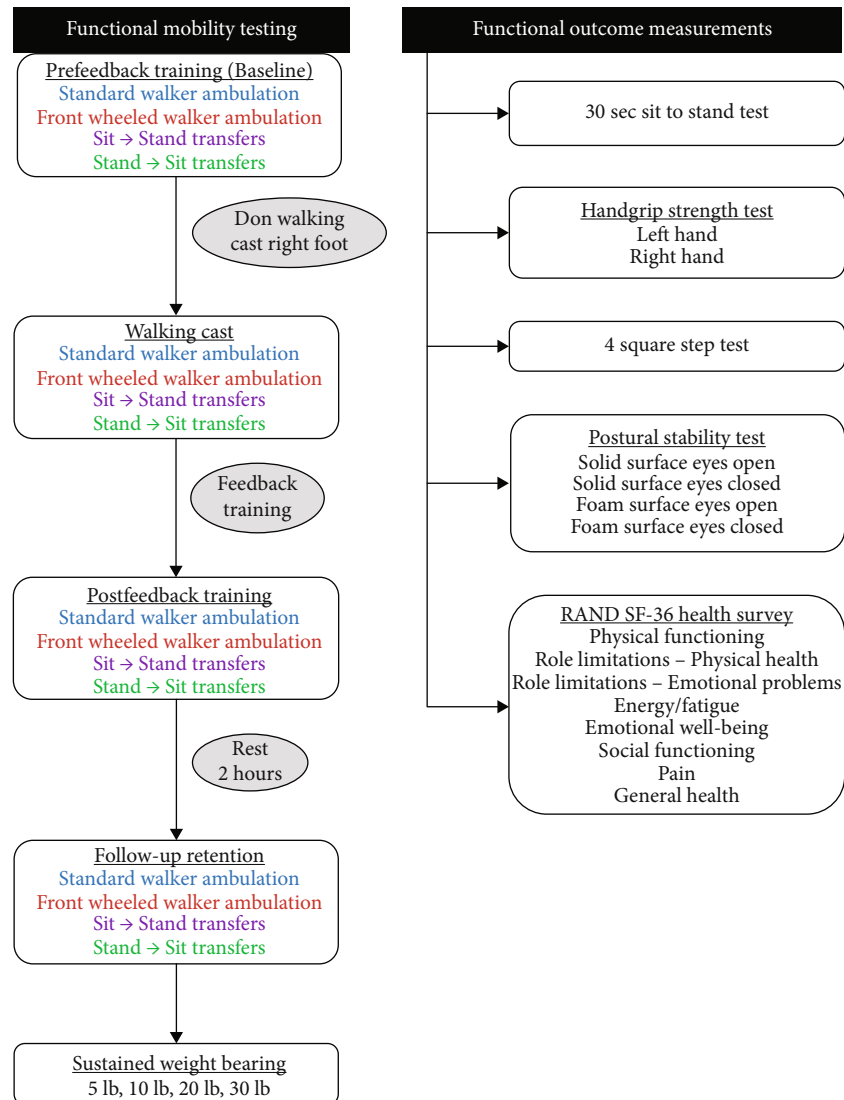 Functional mobility testing
Prefeedback training (Baseline)
Standard walker ambulation
Front wheeled walker ambulation
Sit → Stand transfers
Stand → Sit transfers
Don walking
cast right foot
Walking cast
Standard walker ambulation
Front wheeled walker ambulation
Sit → Stand transfers
Stand → Sit transfers
Feedback
training
Postfeedback training
Standard walker ambulation
Front wheeled walker ambulation
Sit → Stand transfers
Stand → Sit transfers
Rest
2 hours
Follow-up retention
Standard walker ambulation
Front wheeled walker ambulation
Sit → Stand transfers
Stand → Sit transfers
Sustained weight bearing
5 lb, 10 lb, 20 lb, 30 lb
Functional outcome measurements
30 sec sit to stand test
Handgrip strength test
Left hand
Right hand
4 square step test
Postural stability test
Solid surface eyes open
Solid surface eyes closed
Foam surface eyes open
Foam surface eyes closed
RAND SF-36 health survey
Physical functioning
Role limitations – Physical health
Role limitations – Emotional problems
Energy/fatigue
Emotional well-being
Social functioning
Pain
General health